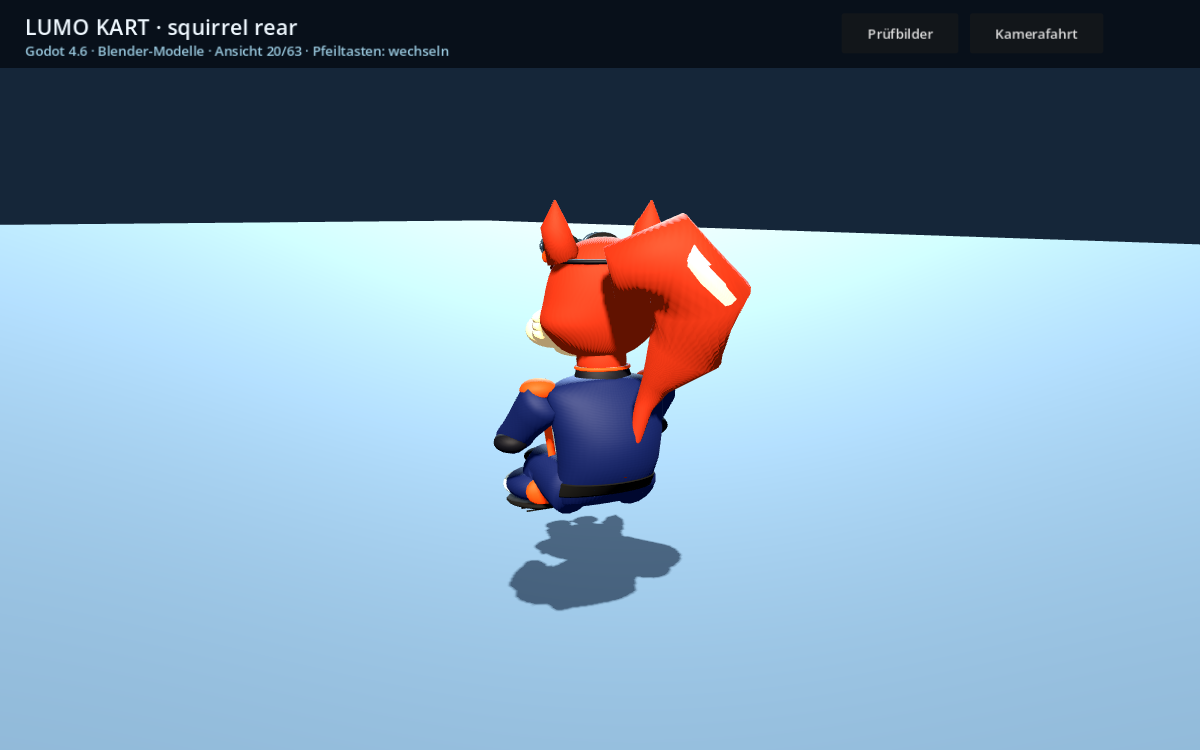 LUMO KART · squirrel rear
Godot 4.6 · Blender-Modelle · Ansicht 20/63 · Pfeiltasten: wechseln
Prüfbilder
Kamerafahrt